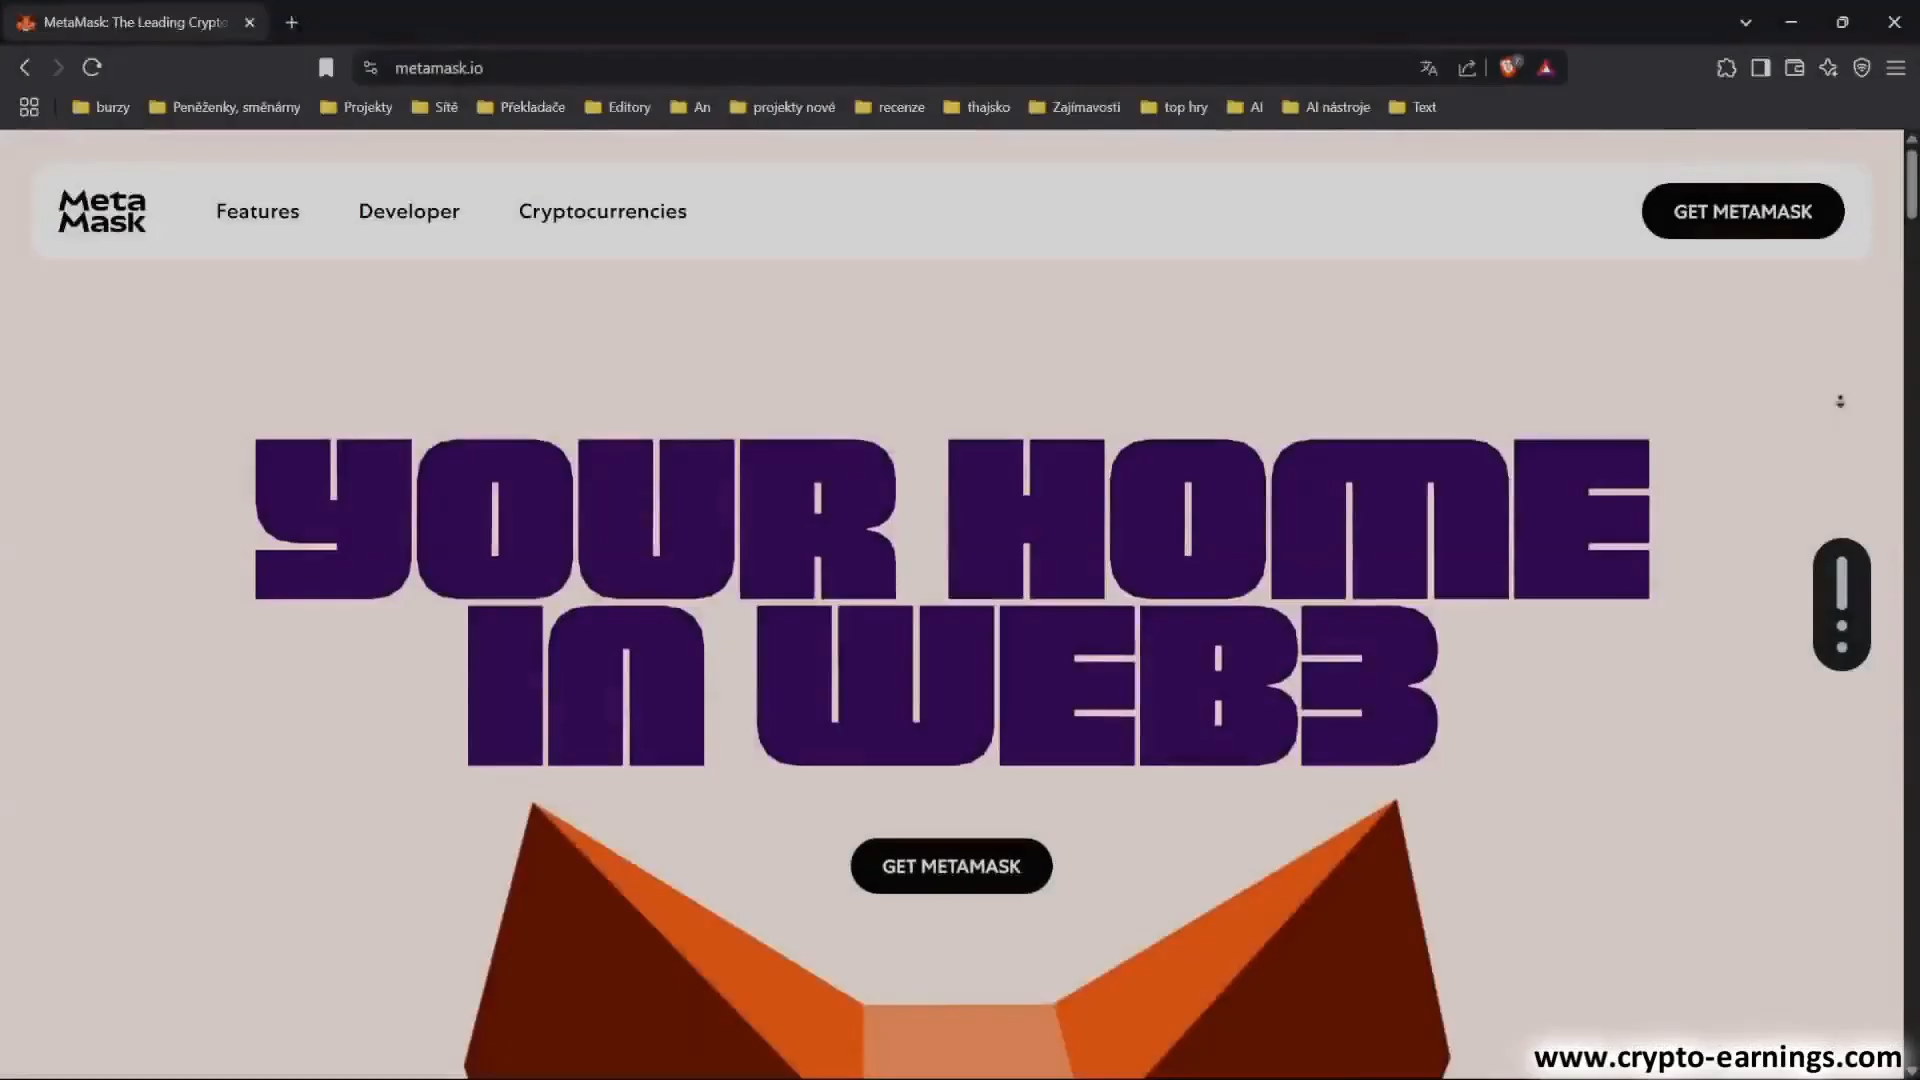 MetaMask: The Leading Crypto
metamask.io
burzy
Peněženky, směnárny
Projekty
Sítě
Překladače
Editory
An
projekty nové
recenze
thajsko
Zajímavosti
top hry
AI
AI nástroje
Text
Meta
Mask
Features
Developer
Cryptocurrencies
GET METAMASK
YOUR HOME
IN WEB3
GET METAMASK
www.crypto-earnings.com